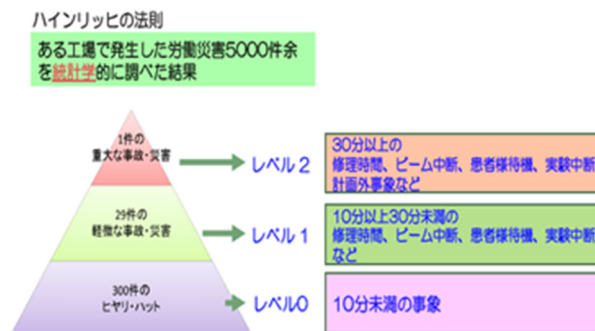 ハインリッヒの法則
ある工場で発生した労働災害5000件余
を統計学的に調べた結果
1件の
重大な事故・災害
レベル2
30分以上の
修理時間、ビーム中断、患者様待機、実験中断
計画外事象など
29件の
軽微な事故・災害
レベル1
10分以上30分未満の
修理時間、ビーム中断、患者様待機、実験中断
など
300件の
ヒヤリ・ハット
レベル0
10分未満の事象